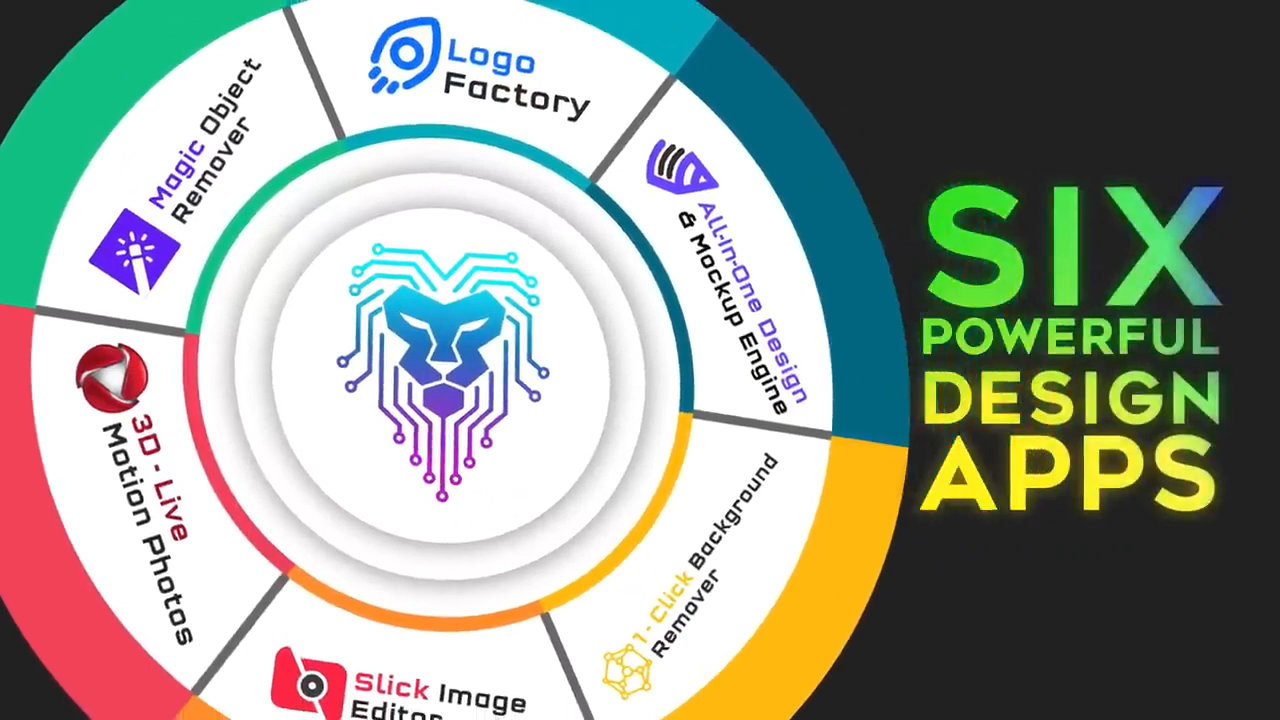 Logo
Factory
All-In-One Design
& Mockup Engine
1 - Click Background
Remover
Slick Image
Editor
3D - Live
Motion Photos
Magic Object
Remover
SIX
POWERFUL
DESIGN
APPS